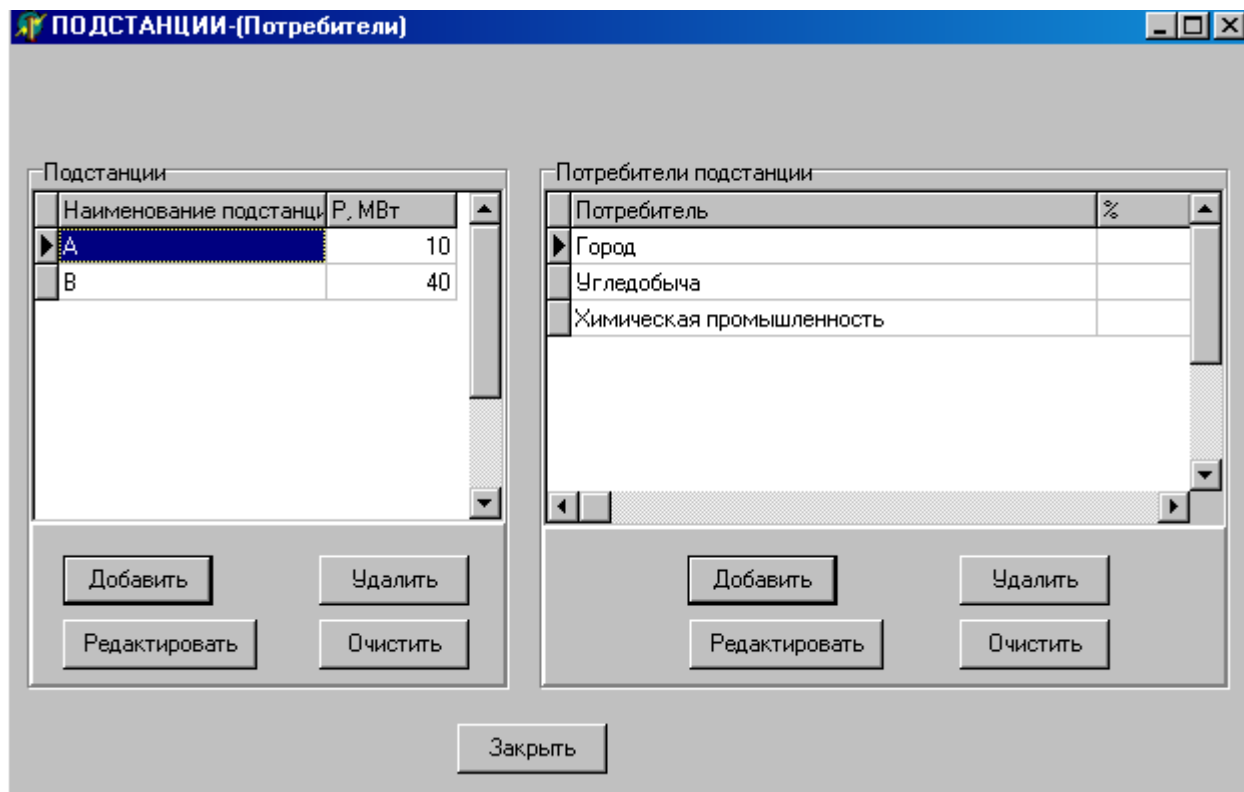 ПОДСТАНЦИИ-(Потребители)
Подстанции
Наименование подстанци Р, МВт
А 10
В 40
Добавить Удалить
Редактировать Очистить
Потребители подстанции
Потребитель %
Город
Угледобыча
Химическая промышленность
Добавить Удалить
Редактировать Очистить
Закрыть